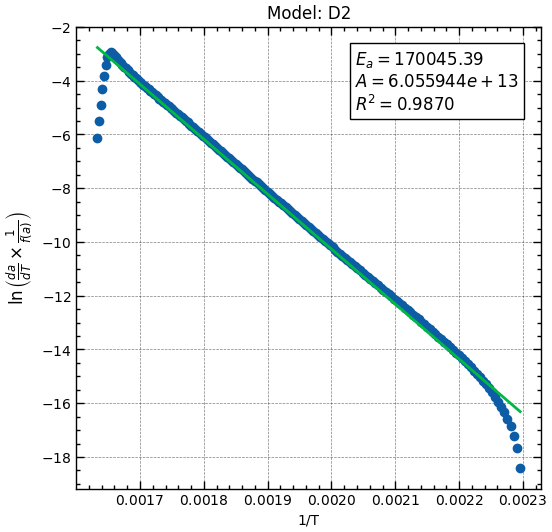 Model: D2
E_a = 170045.39
A = 6.055944e + 13
R^2 = 0.9870
ln(da/dT × 1/f(a))
−2
−4
−6
−8
−10
−12
−14
−16
−18
0.0017 0.0018 0.0019 0.0020 0.0021 0.0022 0.0023
1/T